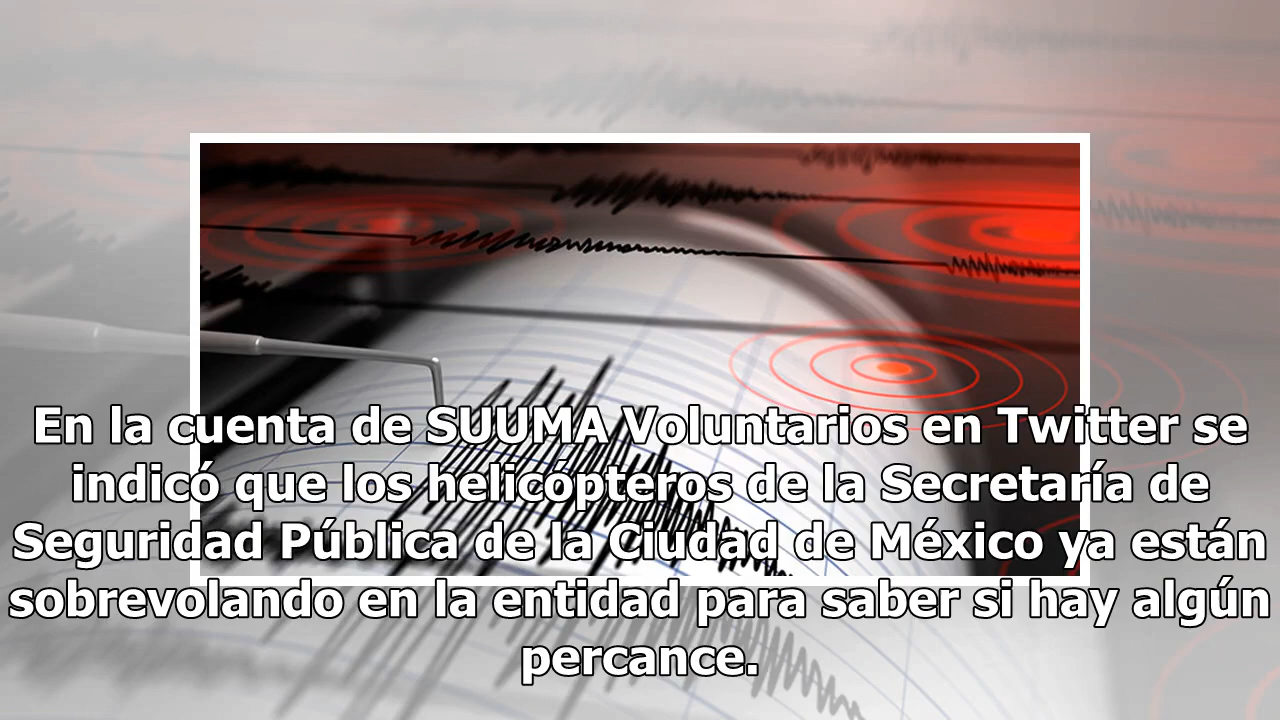 En la cuenta de SUUMA Voluntarios en Twitter se
indicó que los helicópteros de la Secretaría de
Seguridad Pública de la Ciudad de México ya están
sobrevolando en la entidad para saber si hay algún
percance.